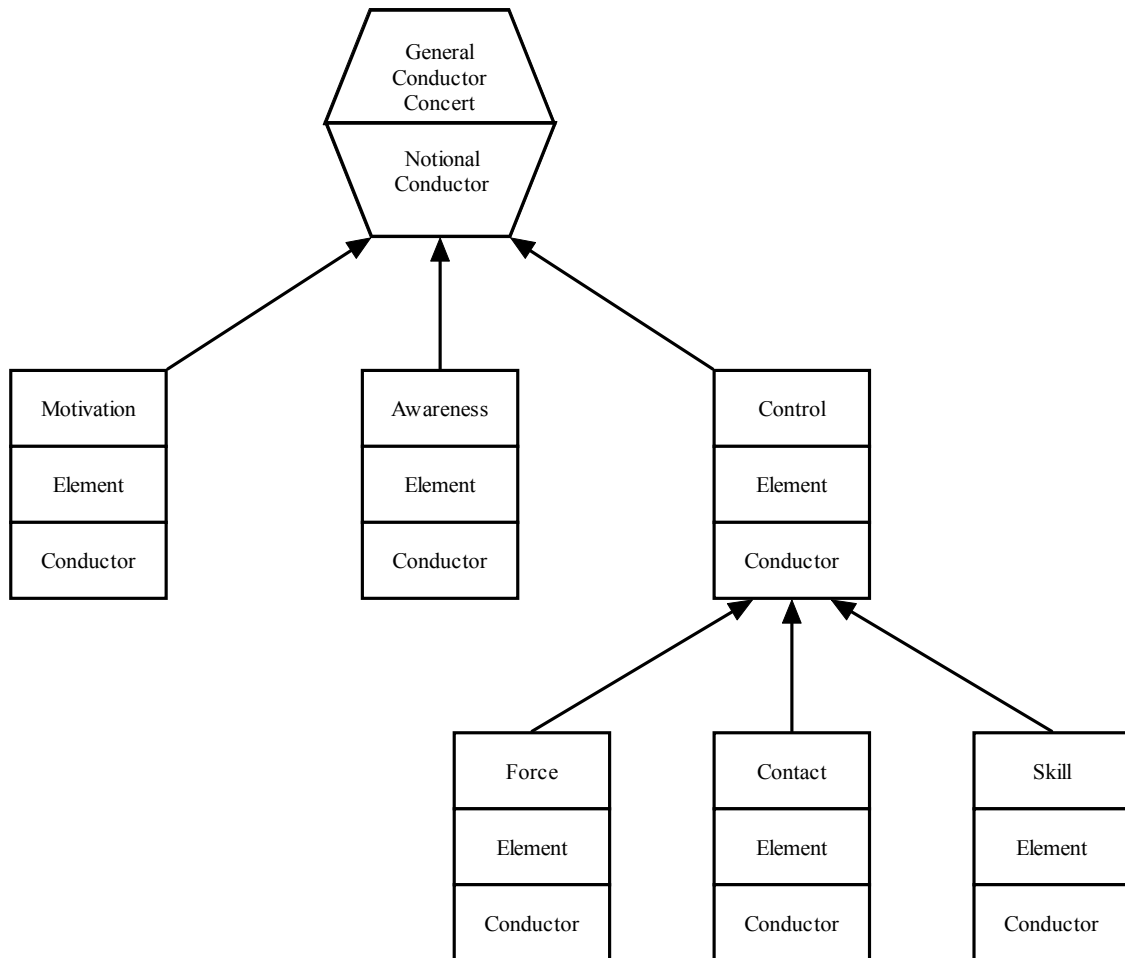 General
Conductor
Concert
Notional
Conductor
Motivation
Element
Conductor
Awareness
Element
Conductor
Control
Element
Conductor
Force
Element
Conductor
Contact
Element
Conductor
Skill
Element
Conductor